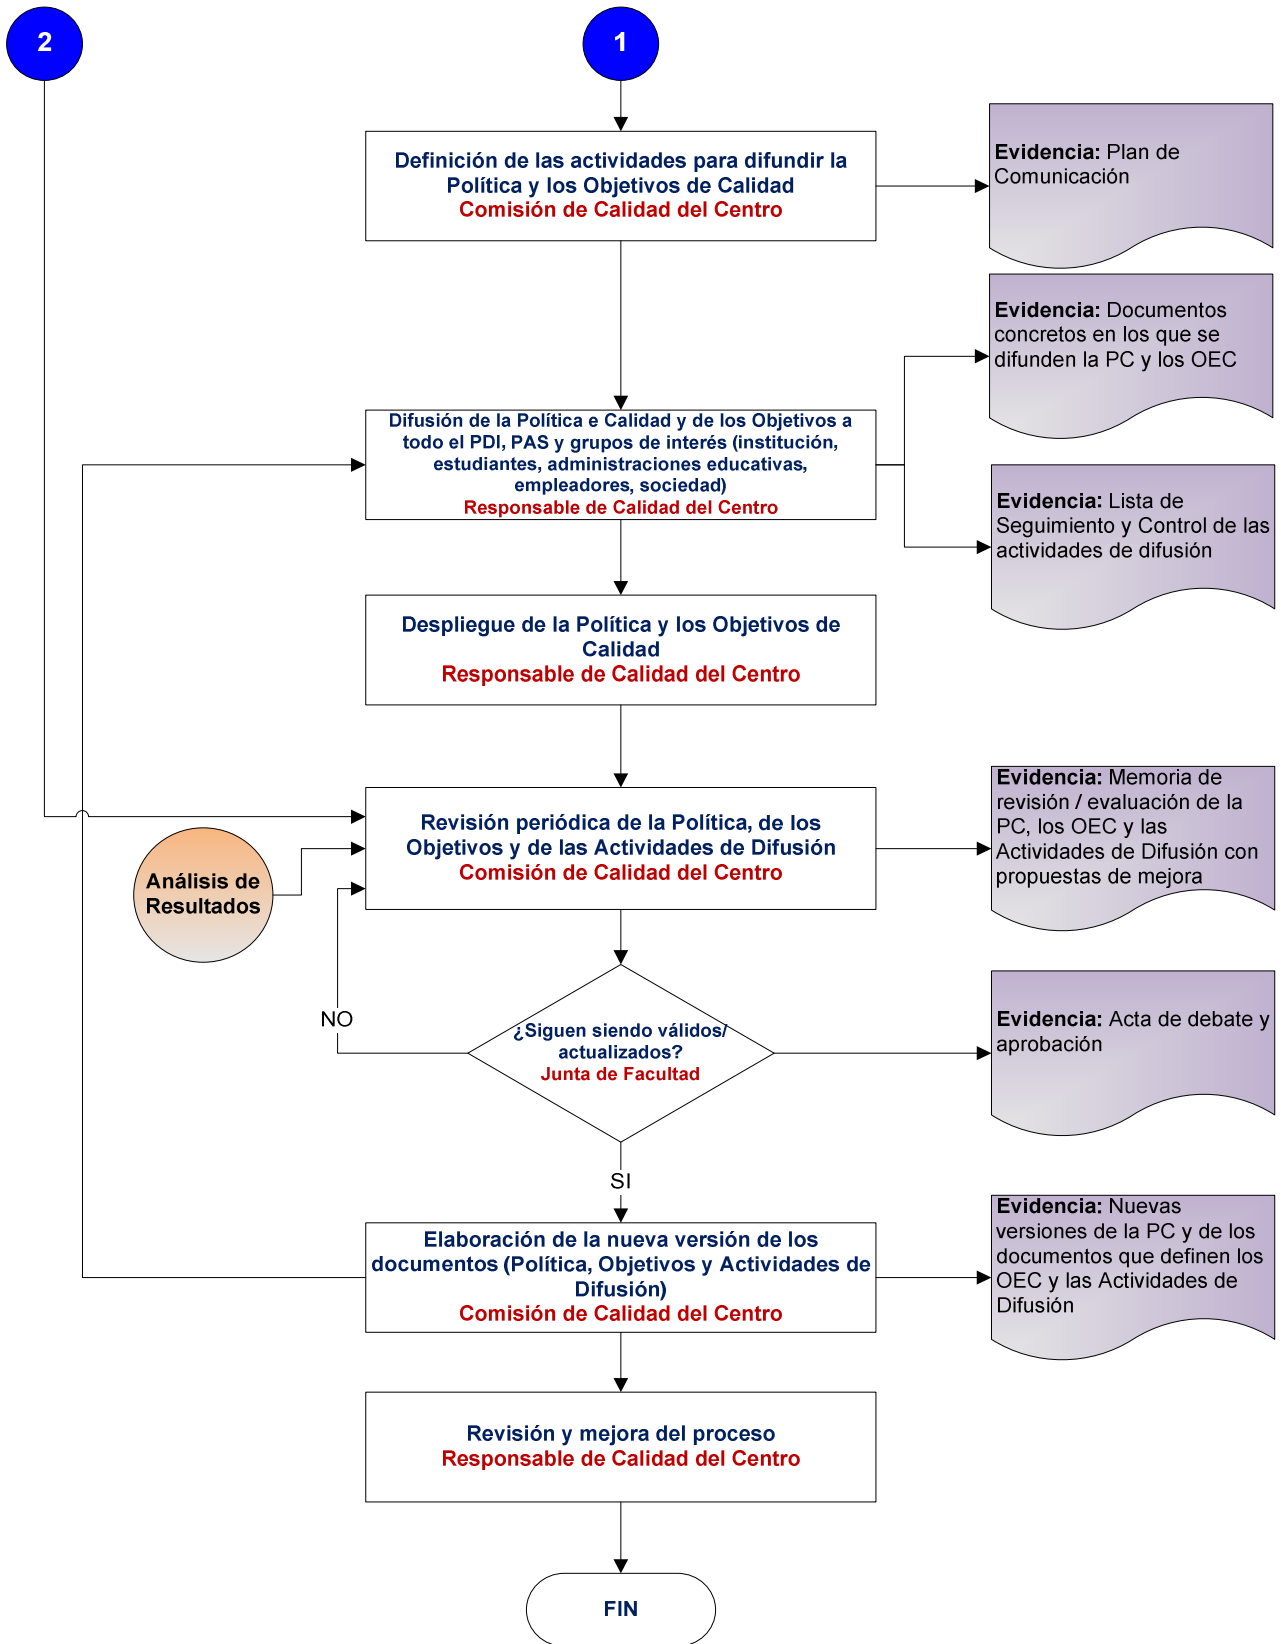 2
1
Definición de las actividades para difundir la
Política y los Objetivos de Calidad
Comisión de Calidad del Centro
Evidencia: Plan de
Comunicación
Evidencia: Documentos
concretos en los que se
difunden la PC y los OEC
Difusión de la Política e Calidad y de los Objetivos a
todo el PDI, PAS y grupos de interés (institución,
estudiantes, administraciones educativas,
empleadores, sociedad)
Responsable de Calidad del Centro
Evidencia: Lista de
Seguimiento y Control de las
actividades de difusión
Despliegue de la Política y los Objetivos de
Calidad
Responsable de Calidad del Centro
Revisión periódica de la Política, de los
Objetivos y de las Actividades de Difusión
Comisión de Calidad del Centro
Evidencia: Memoria de
revisión / evaluación de la
PC, los OEC y las
Actividades de Difusión con
propuestas de mejora
Análisis de
Resultados
NO
¿Siguen siendo válidos/
actualizados?
Junta de Facultad
Evidencia: Acta de debate y
aprobación
SI
Elaboración de la nueva versión de los
documentos (Política, Objetivos y Actividades de
Difusión)
Comisión de Calidad del Centro
Evidencia: Nuevas
versiones de la PC y de los
documentos que definen los
OEC y las Actividades de
Difusión
Revisión y mejora del proceso
Responsable de Calidad del Centro
FIN